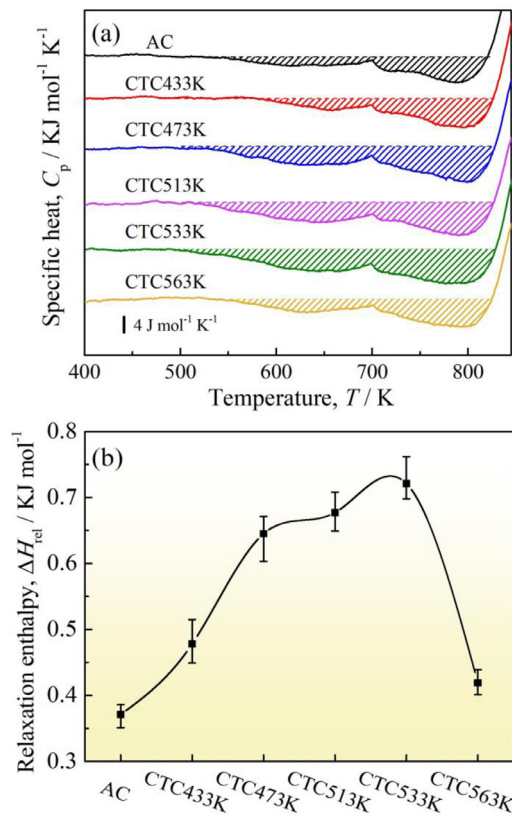 (a)
AC
CTC433K
CTC473K
CTC513K
CTC533K
CTC563K
4 J mol⁻¹ K⁻¹
Specific heat, Cp / KJ mol⁻¹ K⁻¹
400 500 600 700 800
Temperature, T / K
(b)
0.8
0.7
0.6
0.5
0.4
0.3
Relaxation enthalpy, ΔHrel / KJ mol⁻¹
AC CTC433K CTC473K CTC513K CTC533K CTC563K